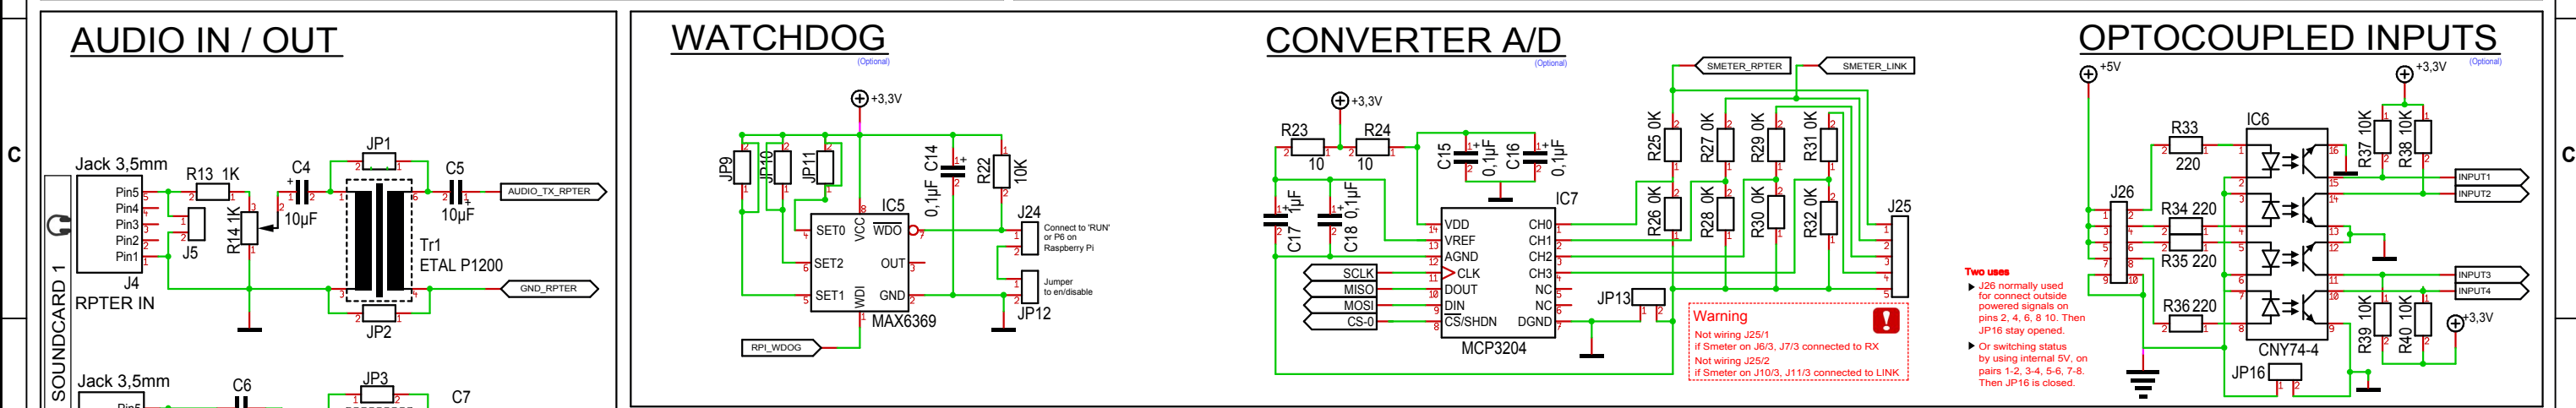 AUDIO IN / OUT
WATCHDOG
(Optional)
CONVERTER A/D
(Optional)
OPTOCOUPLED INPUTS
(Optional)
C
C
SOUNDCARD 1
Jack 3,5mm
Pin5
Pin4
Pin3
Pin2
Pin1
J4
RPTER IN
J5
R13 1K
R14 1K
C4
10µF
JP1
JP2
Tr1
ETAL P1200
C5
10µF
AUDIO_TX_RPTER
GND_RPTER
Jack 3,5mm
C6
JP3
C7
+3,3V
JP9
JP10
JP11
C14
0,1µF
R22
10K
IC5
SET0
SET2
SET1
VCC
WDO
OUT
GND
WDI
MAX6369
RPI_WDOG
J24
Connect to 'RUN'
or P6 on
Raspberry Pi
Jumper
to en/disable
JP12
SMETER_RPTER
SMETER_LINK
+3,3V
R23
10
R24
10
C15
0,1µF
C16
0,1µF
C17 1µF
C18 0,1µF
R25 0K
R27 0K
R29 0K
R31 0K
R26 0K
R28 0K
R30 0K
R32 0K
IC7
VDD
VREF
AGND
CLK
DOUT
DIN
CS/SHDN
CH0
CH1
CH2
CH3
NC
NC
DGND
MCP3204
SCLK
MISO
MOSI
CS-0
JP13
J25
Warning
Not wiring J25/1
if Smeter on J6/3, J7/3 connected to RX
Not wiring J25/2
if Smeter on J10/3, J11/3 connected to LINK
Two uses
J26 normally used
for connect outside
powered signals on
pins 2, 4, 6, 8 10. Then
JP16 stay opened.
Or switching status
by using internal 5V, on
pairs 1-2, 3-4, 5-6, 7-8.
Then JP16 is closed.
+5V
J26
R33
220
R34 220
R35 220
R36 220
IC6
CNY74-4
JP16
+3,3V
R37 10K
R38 10K
R39 10K
R40 10K
+3,3V
INPUT1
INPUT2
INPUT3
INPUT4